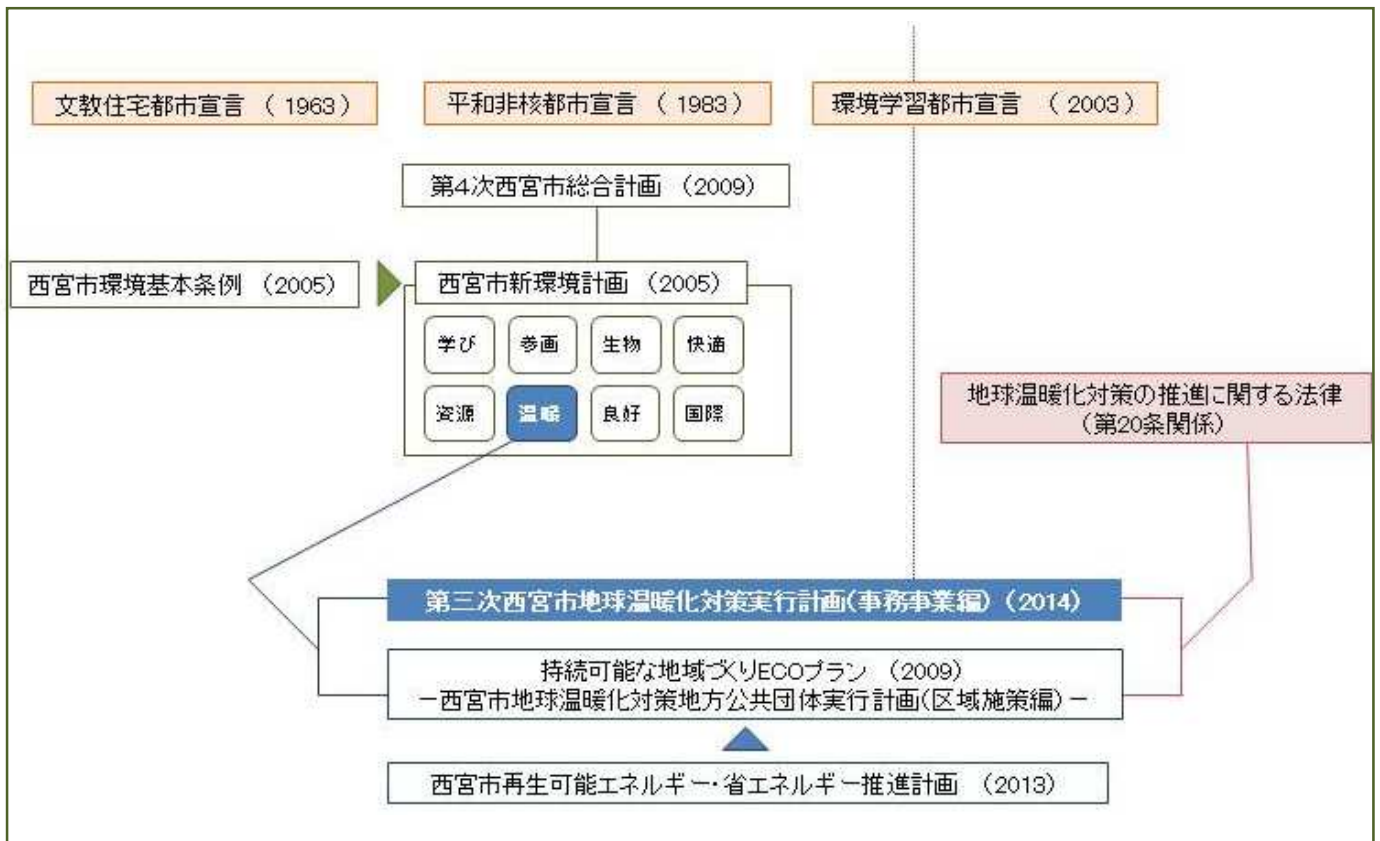 文教住宅都市宣言 （ 1963）
平和非核都市宣言 （ 1983）
環境学習都市宣言 （ 2003）
第4次西宮市総合計画 （2009）
西宮市環境基本条例 （2005）
西宮市新環境計画 （2005）
学び
参画
生物
快適
資源
温暖
良好
国際
地球温暖化対策の推進に関する法律
（第20条関係）
第三次西宮市地球温暖化対策実行計画(事務事業編) （2014）
持続可能な地域づくりECOプラン （2009）
－西宮市地球温暖化対策地方公共団体実行計画(区域施策編)－
西宮市再生可能エネルギー・省エネルギー推進計画 （2013）